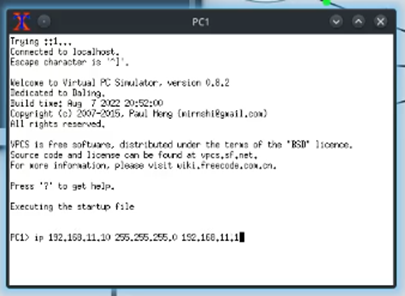 PC1
Trying ::1...
Connected to localhost.
Escape character is '^]'.
Welcome to Virtual PC Simulator, version 0.8.2
Dedicated to Daling.
Build time: Aug 7 2022 20:52:00
Copyright (c) 2007-2015, Paul Meng (mirnshi@gmail.com)
All rights reserved.
VPCS is free software, distributed under the terms of the "BSD" licence.
Source code and license can be found at vpcs.sf.net.
For more information, please visit wiki.freecode.com.cn.
Press '?' to get help.
Executing the startup file
PC1> ip 192.168.11.10 255.255.255.0 192.168.11.1